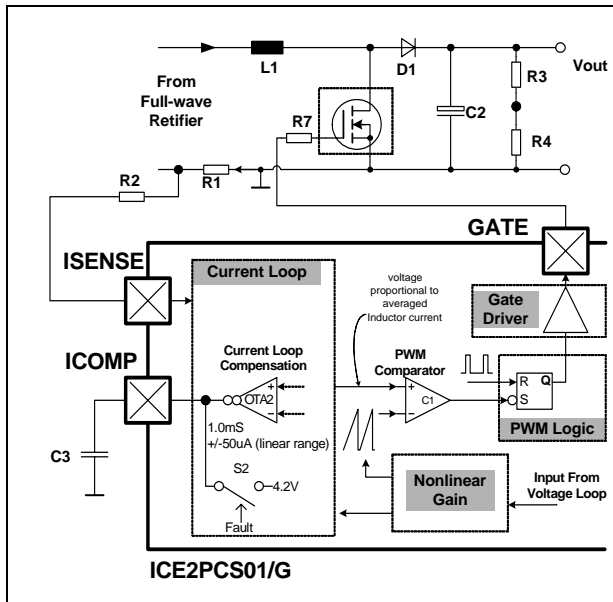 L1
D1
From
Full-wave
Retifier
R7
C2
R3
Vout
R4
R2
R1
GATE
ISENSE
Current Loop
voltage
proportional to
averaged
Inductor current
Gate
Driver
ICOMP
Current Loop
Compensation
PWM
Comparator
OTA2
C1
R
Q
S
PWM Logic
1.0mS
+/-50uA (linear range)
C3
S2
4.2V
Fault
Nonlinear
Gain
Input From
Voltage Loop
ICE2PCS01/G